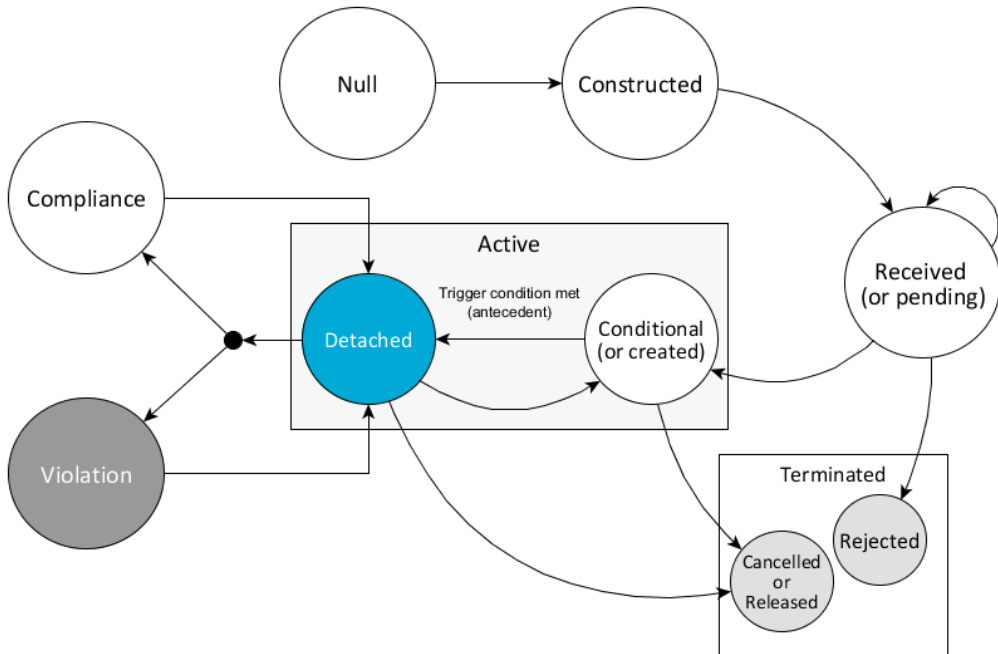 Null
Constructed
Compliance
Active
Received
(or pending)
Trigger condition met
(antecedent)
Detached
Conditional
(or created)
Violation
Terminated
Rejected
Cancelled
or
Released